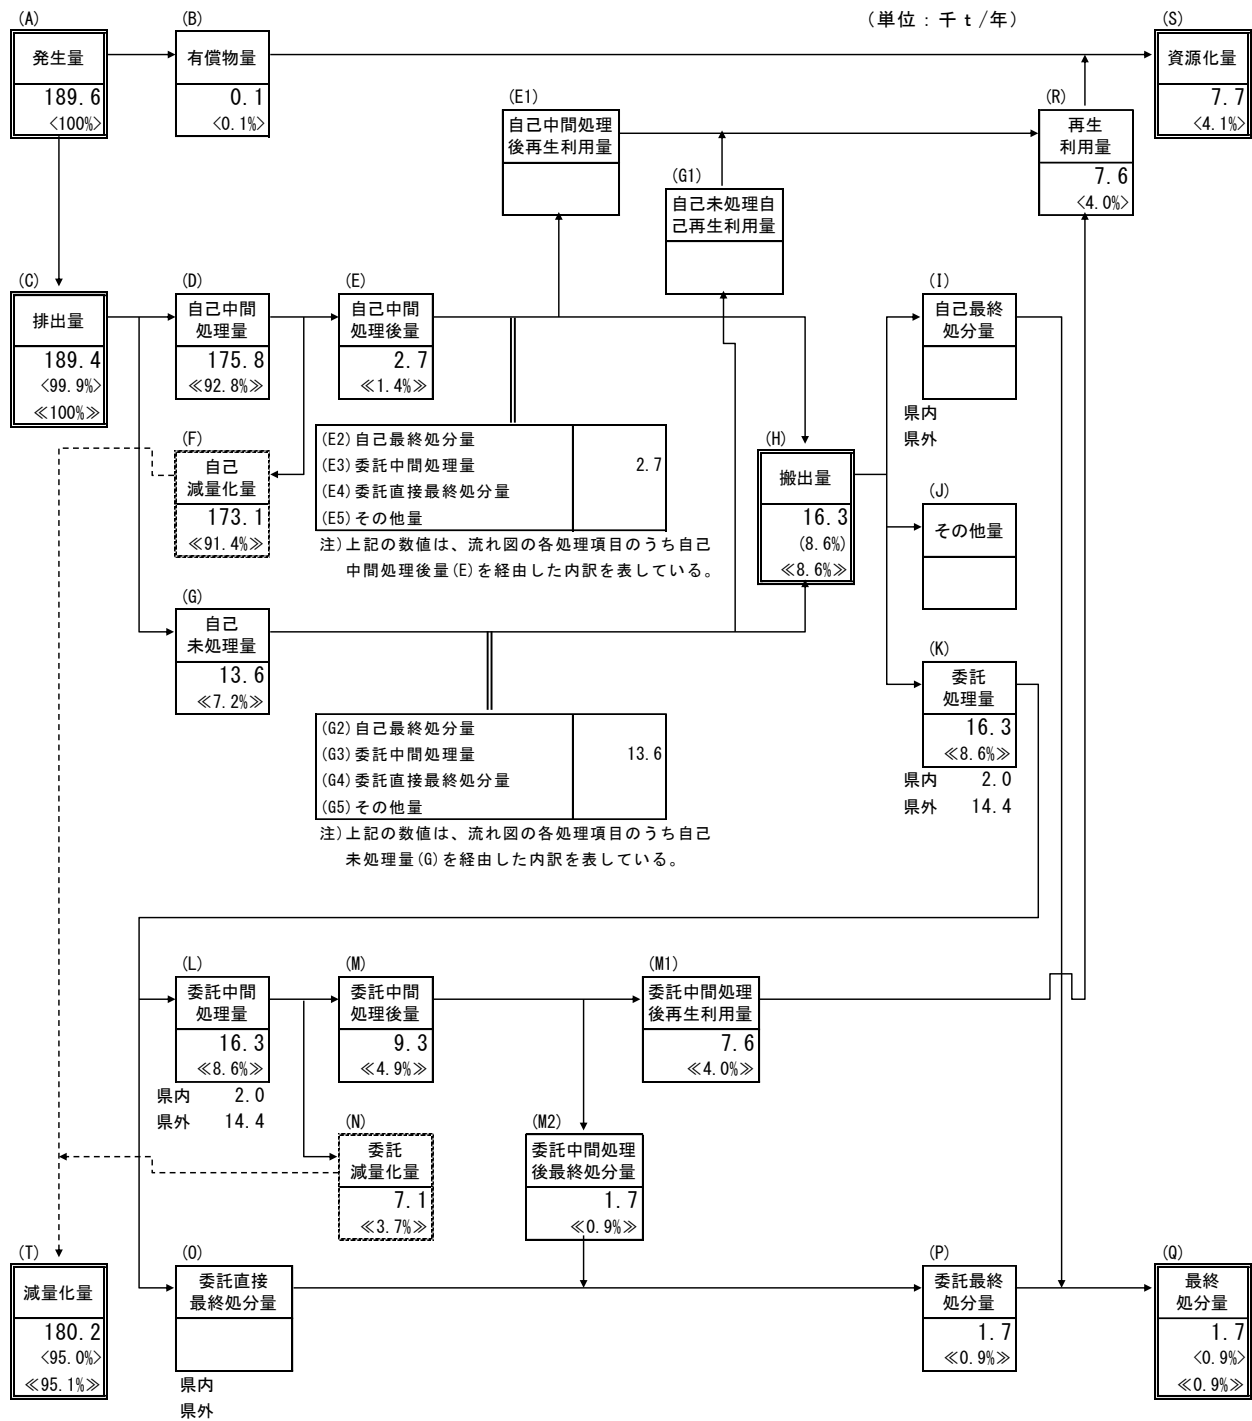 (単位：千ｔ/年)
(A)
発生量
189.6
<100%>
(B)
有償物量
0.1
<0.1%>
(S)
資源化量
7.7
<4.1%>
(E1)
自己中間処理
後再生利用量
(R)
再生
利用量
7.6
<4.0%>
(G1)
自己未処理自
己再生利用量
(C)
排出量
189.4
<99.9%>
≪100%≫
(D)
自己中間
処理量
175.8
≪92.8%≫
(E)
自己中間
処理後量
2.7
≪1.4%≫
(I)
自己最終
処分量
県内
県外
(F)
自己
減量化量
173.1
≪91.4%≫
(E2)自己最終処分量
(E3)委託中間処理量 2.7
(E4)委託直接最終処分量
(E5)その他量
注)上記の数値は、流れ図の各処理項目のうち自己
中間処理後量(E)を経由した内訳を表している。
(H)
搬出量
16.3
(8.6%)
≪8.6%≫
(J)
その他量
(G)
自己
未処理量
13.6
≪7.2%≫
(K)
委託
処理量
16.3
≪8.6%≫
県内 2.0
県外 14.4
(G2)自己最終処分量
(G3)委託中間処理量 13.6
(G4)委託直接最終処分量
(G5)その他量
注)上記の数値は、流れ図の各処理項目のうち自己
未処理量(G)を経由した内訳を表している。
(L)
委託中間
処理量
16.3
≪8.6%≫
県内 2.0
県外 14.4
(M)
委託中間
処理後量
9.3
≪4.9%≫
(M1)
委託中間処理
後再生利用量
7.6
≪4.0%≫
(N)
委託
減量化量
7.1
≪3.7%≫
(M2)
委託中間処理
後最終処分量
1.7
≪0.9%≫
(T)
減量化量
180.2
<95.0%>
≪95.1%≫
(O)
委託直接
最終処分量
県内
県外
(P)
委託最終
処分量
1.7
≪0.9%≫
(Q)
最終
処分量
1.7
<0.9%>
≪0.9%≫